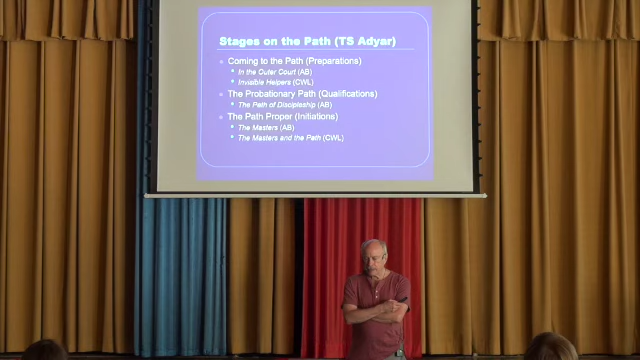 Stages on the Path (TS Adyar)
Coming to the Path (Preparations)
In the Outer Court (AB)
Invisible Helpers (CWL)
The Probationary Path (Qualifications)
The Path of Discipleship (AB)
The Path Proper (Initiations)
The Masters (AB)
The Masters and the Path (CWL)